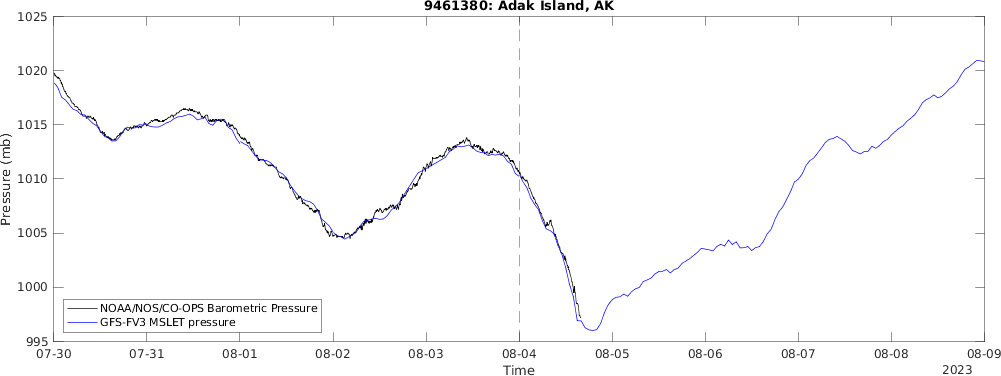 9461380: Adak Island, AK
Pressure (mb)
1025
1020
1015
1010
1005
1000
995
NOAA/NOS/CO-OPS Barometric Pressure
GFS-FV3 MSLET pressure
07-30 07-31 08-01 08-02 08-03 08-04 08-05 08-06 08-07 08-08 08-09
Time
2023